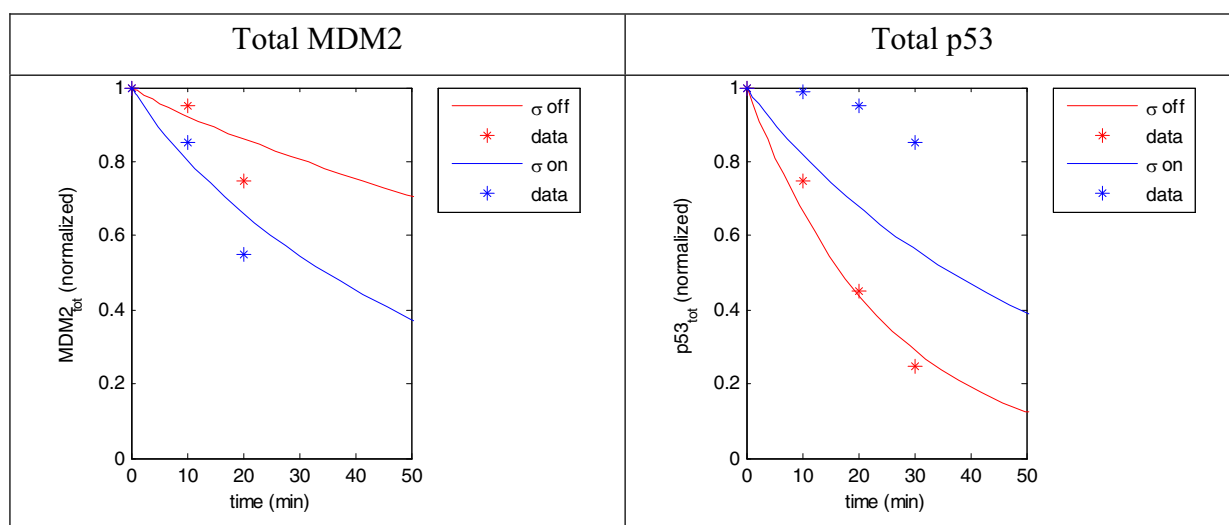 Total MDM2
Total p53
1
0.8
0.6
0.4
0.2
0
0 10 20 30 40 50
time (min)
MDM2tot (normalized)
σ off
data
σ on
data
1
0.8
0.6
0.4
0.2
0
0 10 20 30 40 50
time (min)
p53tot (normalized)
σ off
data
σ on
data